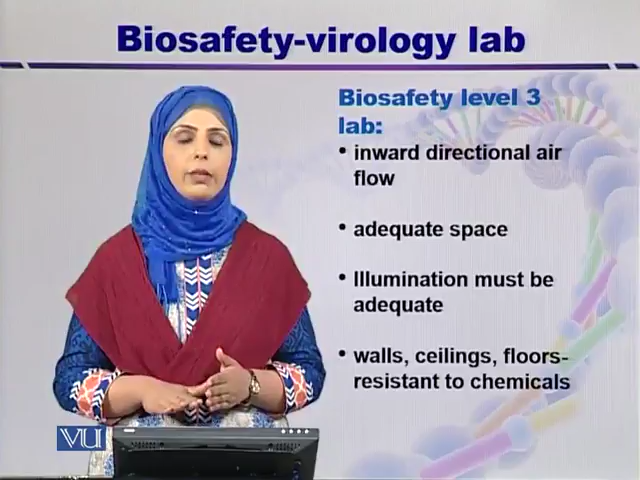 Biosafety-virology lab
Biosafety level 3
lab:
• inward directional air
flow
• adequate space
• Illumination must be
adequate
• walls, ceilings, floors-
resistant to chemicals
VU